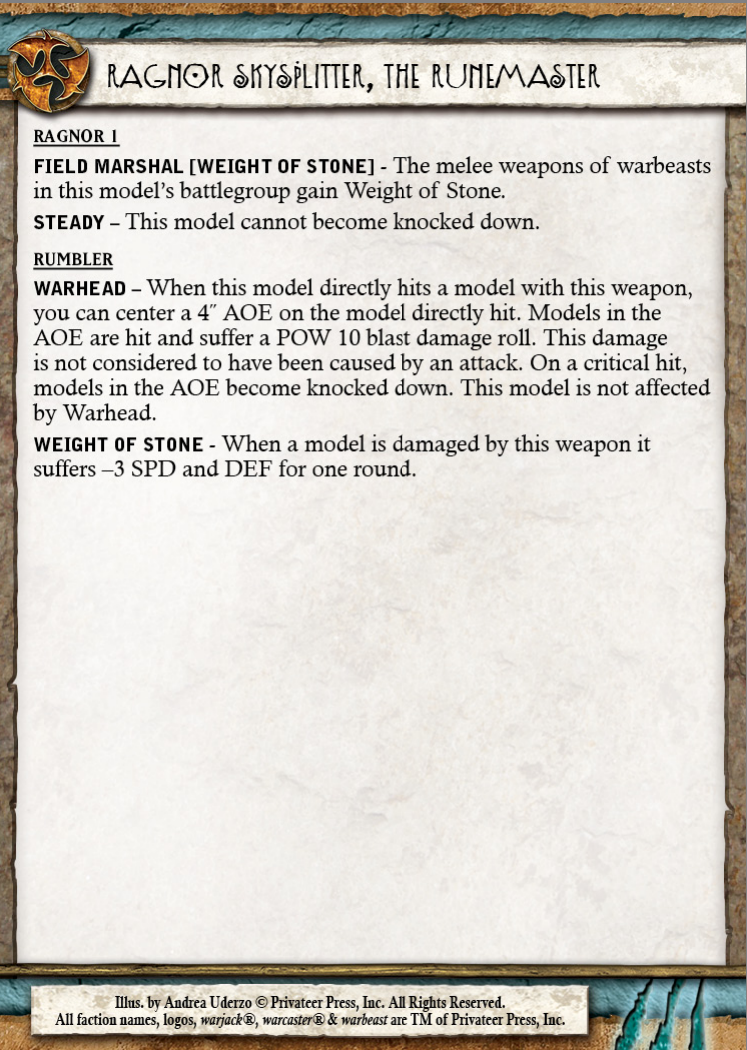 RAGNOR SKYSPLITTER, THE RUNEMASTER
RAGNOR 1
FIELD MARSHAL [WEIGHT OF STONE] - The melee weapons of warbeasts
in this model's battlegroup gain Weight of Stone.
STEADY – This model cannot become knocked down.
RUMBLER
WARHEAD – When this model directly hits a model with this weapon,
you can center a 4˝ AOE on the model directly hit. Models in the
AOE are hit and suffer a POW 10 blast damage roll. This damage
is not considered to have been caused by an attack. On a critical hit,
models in the AOE become knocked down. This model is not affected
by Warhead.
WEIGHT OF STONE - When a model is damaged by this weapon it
suffers –3 SPD and DEF for one round.
Illus. by Andrea Uderzo © Privateer Press, Inc. All Rights Reserved.
All faction names, logos, warjack®, warcaster® & warbeast are TM of Privateer Press, Inc.